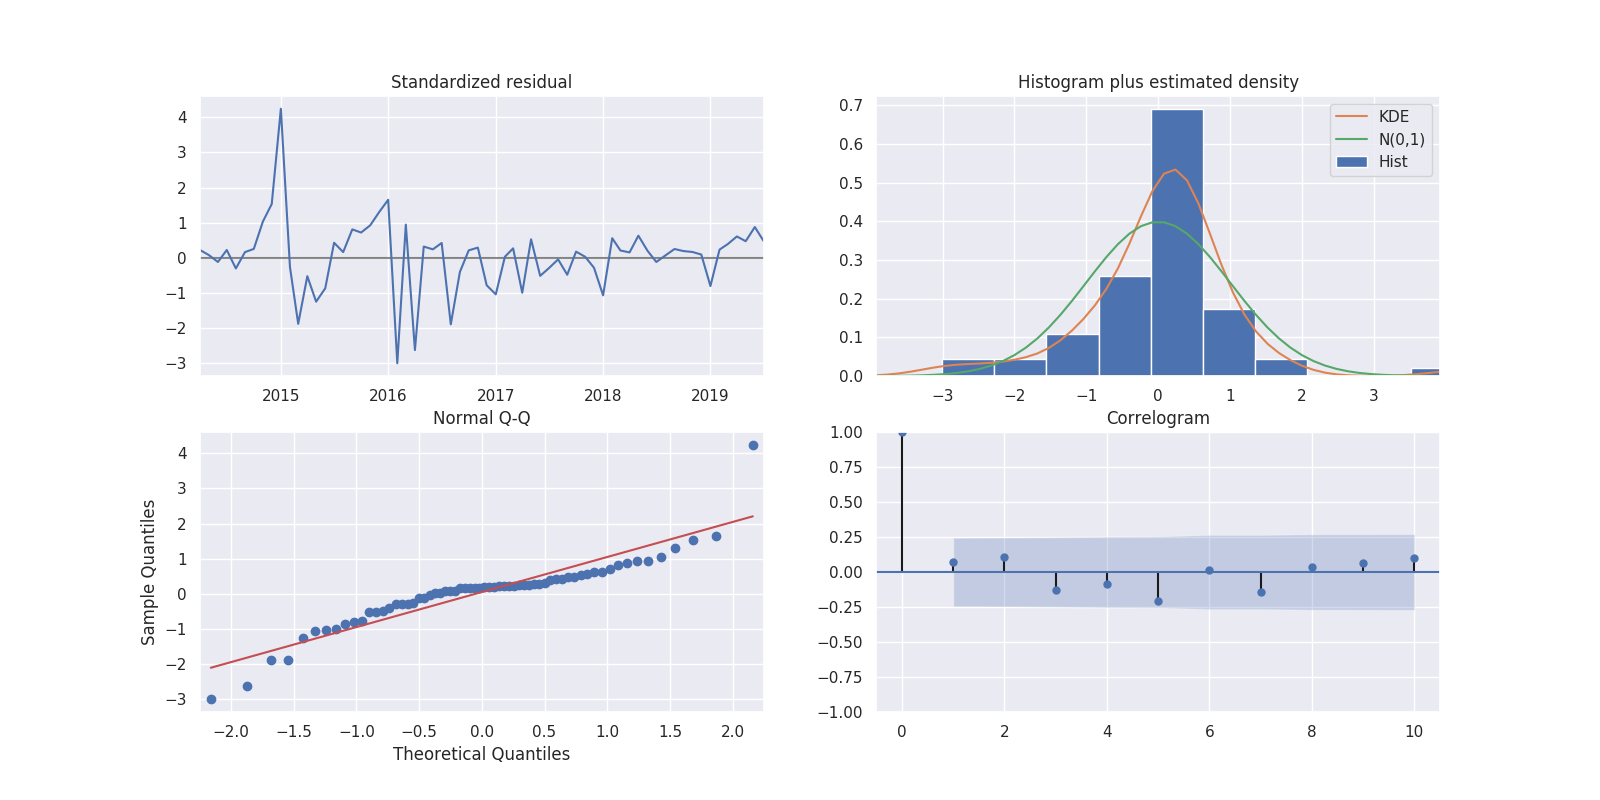 Standardized residual
4
3
2
1
0
−1
−2
−3
2015 2016 2017 2018 2019
Histogram plus estimated density
0.7
0.6
0.5
0.4
0.3
0.2
0.1
0.0
−3 −2 −1 0 1 2 3
KDE
N(0,1)
Hist
Normal Q-Q
Sample Quantiles
4
3
2
1
0
−1
−2
−3
−2.0 −1.5 −1.0 −0.5 0.0 0.5 1.0 1.5 2.0
Theoretical Quantiles
Correlogram
1.00
0.75
0.50
0.25
0.00
−0.25
−0.50
−0.75
−1.00
0 2 4 6 8 10